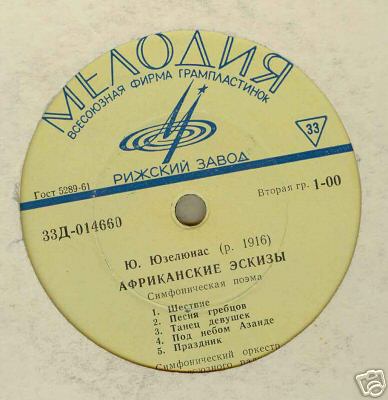 МЕЛОДИЯ
ВСЕСОЮЗНАЯ ФИРМА ГРАМПЛАСТИНОК
33
РИЖСКИЙ ЗАВОД
Гост 5289-61
Вторая гр. 1-00
33Д-014660
Ю. Юзелюнас (р. 1916)
АФРИКАНСКИЕ ЭСКИЗЫ
Симфоническая поэма
1. Шествие
2. Песня гребцов
3. Танец девушек
4. Под небом Азанде
5. Праздник
Симфонический оркестр